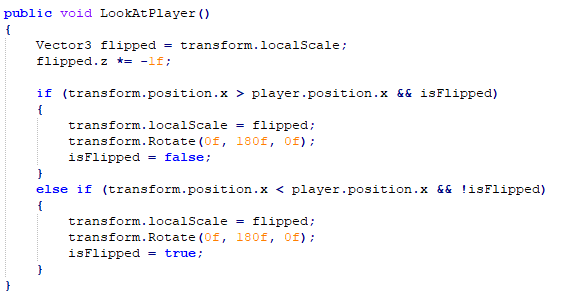 public void LookAtPlayer()
{
    Vector3 flipped = transform.localScale;
    flipped.z *= -1f;

    if (transform.position.x > player.position.x && isFlipped)
    {
        transform.localScale = flipped;
        transform.Rotate(0f, 180f, 0f);
        isFlipped = false;
    }
    else if (transform.position.x < player.position.x && !isFlipped)
    {
        transform.localScale = flipped;
        transform.Rotate(0f, 180f, 0f);
        isFlipped = true;
    }
}